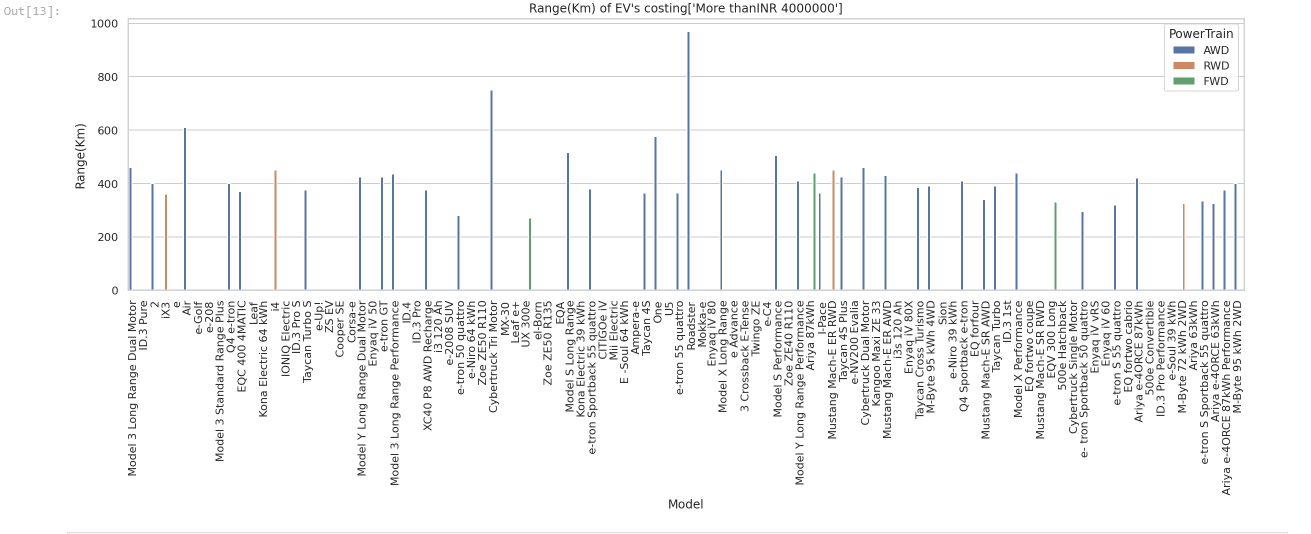 Out[13]:
Range(Km) of EV's costing['More thanINR 4000000']
1000
800
600
400
200
0
Range(Km)
PowerTrain
AWD
RWD
FWD
Model 3 Long Range Dual Motor
ID.3 Pure
2
iX3
e
Air
e-Golf
e-208
Model 3 Standard Range Plus
Q4 e-tron
EQC 400 4MATIC
Leaf
Kona Electric 64 kWh
i4
IONIQ Electric
ID.3 Pro S
Taycan Turbo S
e-Up!
ZS EV
Cooper SE
Corsa-e
Model Y Long Range Dual Motor
Enyaq iV 50
e-tron GT
Model 3 Long Range Performance
ID.4
ID.3 Pro
XC40 P8 AWD Recharge
i3 120 Ah
e-2008 SUV
e-tron 50 quattro
e-Niro 64 kWh
Zoe ZE50 R110
Cybertruck Tri Motor
MX-30
Leaf e+
UX 300e
el-Born
Zoe ZE50 R135
EQA
Model S Long Range
Kona Electric 39 kWh
e-tron Sportback 55 quattro
CITIGOe iV
Mii Electric
E -Soul 64 kWh
Ampera-e
Taycan 4S
One
U5
e-tron 55 quattro
Roadster
Mokka-e
Enyaq iV 80
Model X Long Range
e Advance
3 Crossback E-Tense
Twingo ZE
e-C4
Model S Performance
Zoe ZE40 R110
Model Y Long Range Performance
Ariya 87kWh
I-Pace
Mustang Mach-E ER RWD
Taycan 4S Plus
e-NV200 Evalia
Cybertruck Dual Motor
Kangoo Maxi ZE 33
Mustang Mach-E ER AWD
i3s 120 Ah
Enyaq iV 80X
Taycan Cross Turismo
M-Byte 95 kWh 4WD
Sion
e-Niro 39 kWh
Q4 Sportback e-tron
EQ forfour
Mustang Mach-E SR AWD
Taycan Turbo
ID.3 1st
Model X Performance
EQ fortwo coupe
Mustang Mach-E SR RWD
EQV 300 Long
500e Hatchback
Cybertruck Single Motor
e- tron Sportback 50 quattro
Enyaq iV vRS
Enyaq iV 60
e-tron S 55 quattro
EQ fortwo cabrio
Ariya e-4ORCE 87kWh
500e Convertible
ID.3 Pro Performance
e-Soul 39 kWh
M-Byte 72 kWh 2WD
Ariya 63kWh
e-tron S Sportback 55 quattro
Ariya e-4ORCE 63kWh
Ariya e-4ORCE 87kWh Performance
M-Byte 95 kWh 2WD
Model